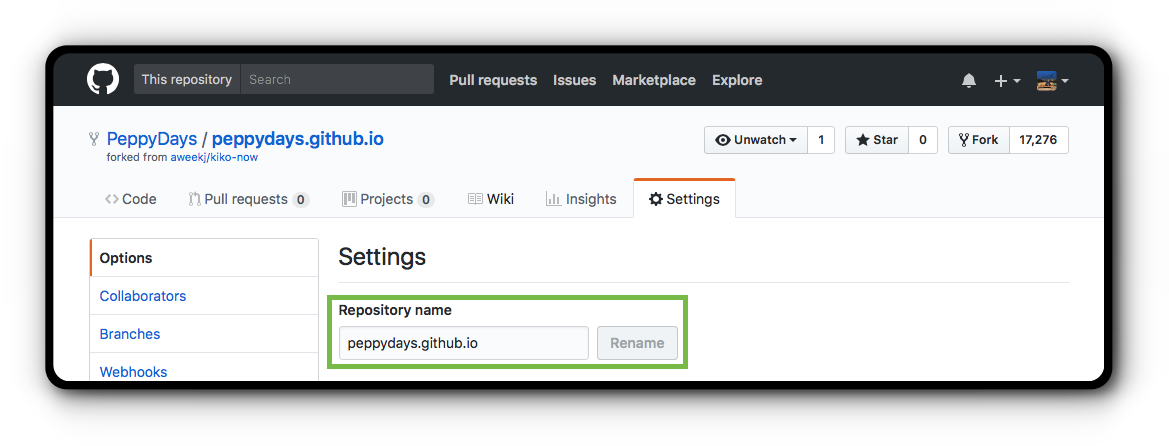 This repository Search Pull requests Issues Marketplace Explore
PeppyDays / peppydays.github.io Unwatch 1 Star 0 Fork 17,276
forked from aweekj/kiko-now
Code Pull requests 0 Projects 0 Wiki Insights Settings
Options
Collaborators
Branches
Webhooks
Settings
Repository name
peppydays.github.io Rename